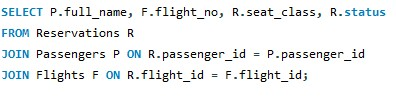 SELECT P.full_name, F.flight_no, R.seat_class, R.status
FROM Reservations R
JOIN Passengers P ON R.passenger_id = P.passenger_id
JOIN Flights F ON R.flight_id = F.flight_id;